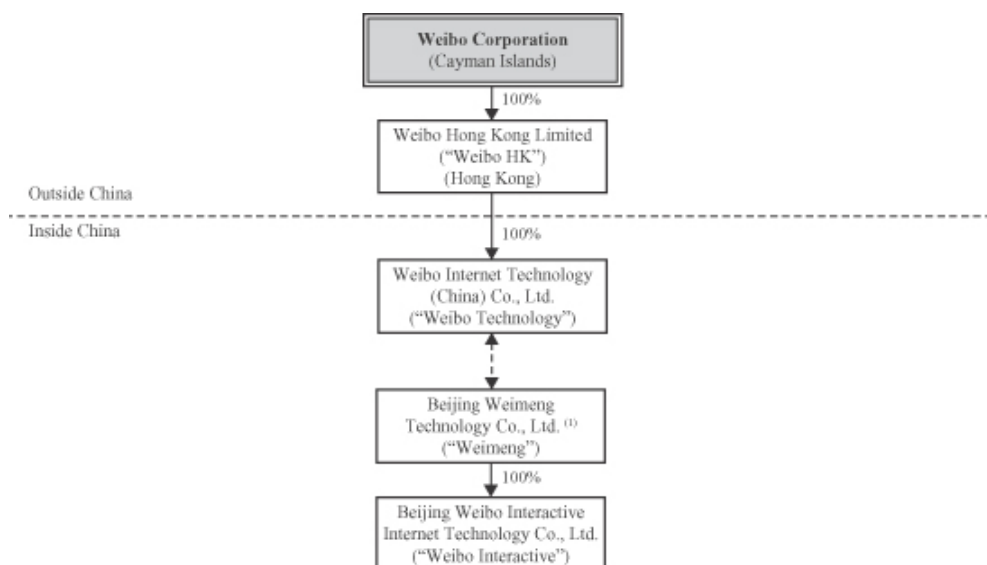 Weibo Corporation
(Cayman Islands)
100%
Weibo Hong Kong Limited
(“Weibo HK”)
(Hong Kong)
Outside China
Inside China
100%
Weibo Internet Technology
(China) Co., Ltd.
(“Weibo Technology”)
Beijing Weimeng
Technology Co., Ltd. (1)
(“Weimeng”)
100%
Beijing Weibo Interactive
Internet Technology Co., Ltd.
(“Weibo Interactive”)